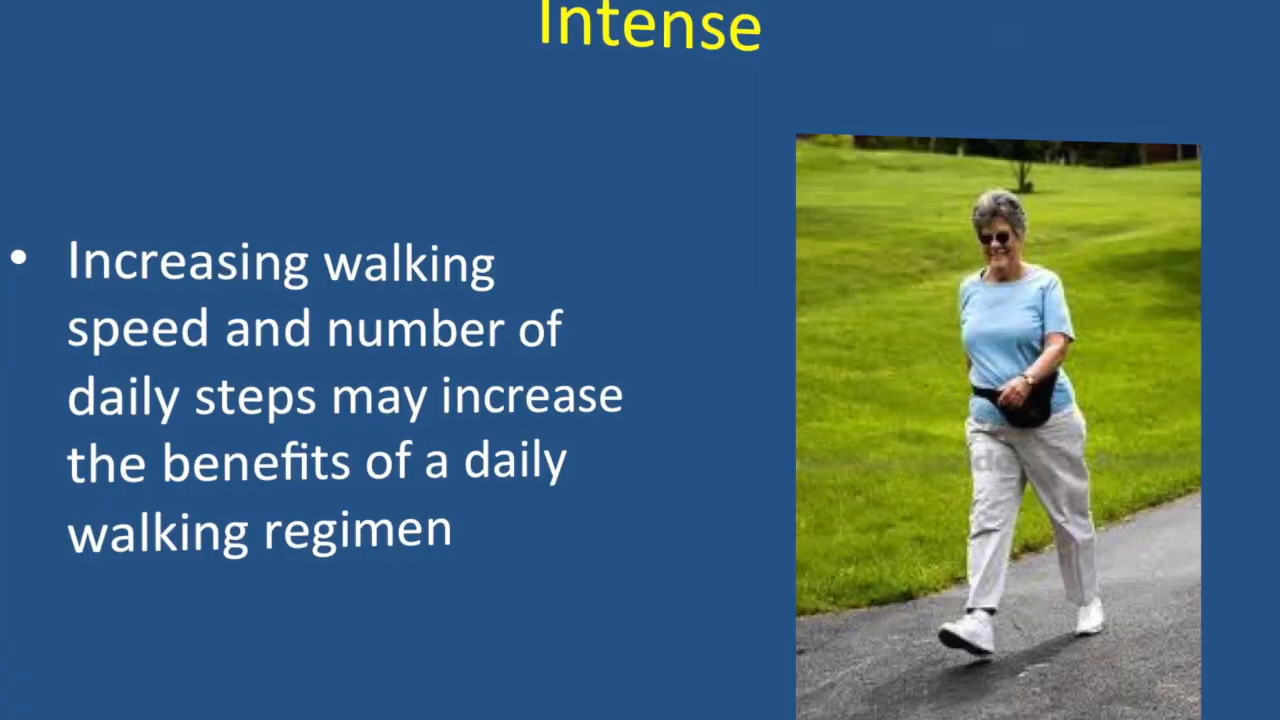 Intense
• Increasing walking
speed and number of
daily steps may increase
the benefits of a daily
walking regimen